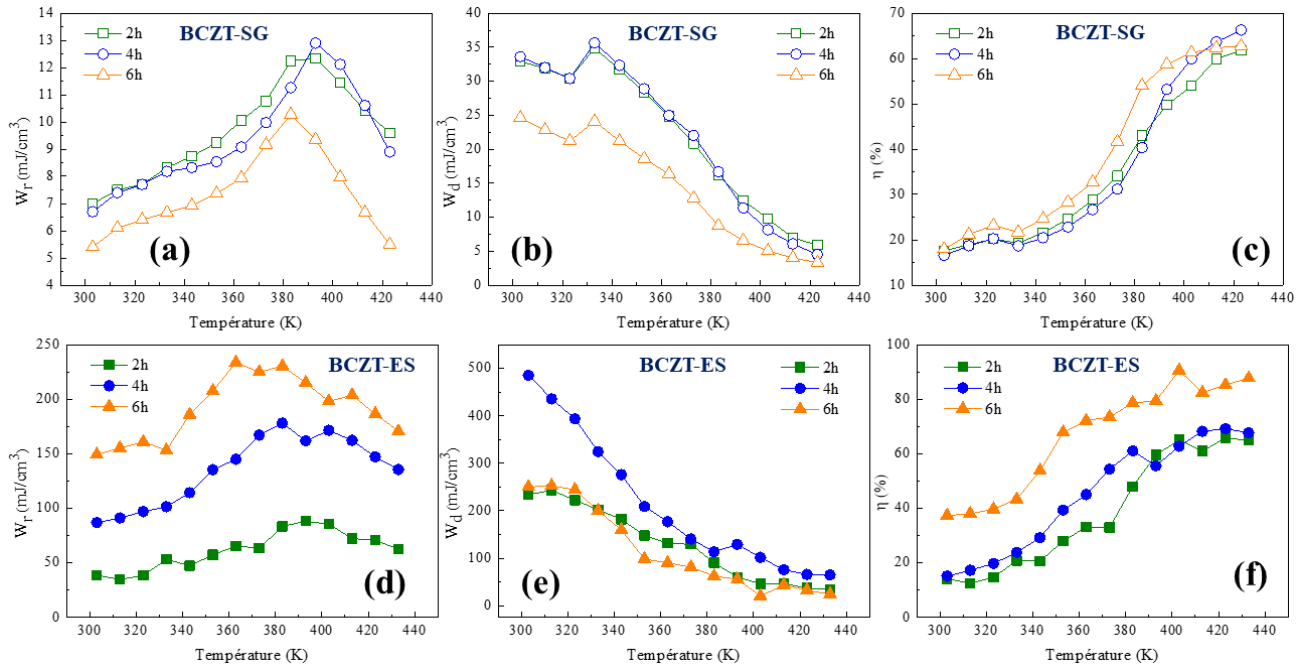 14
13
12
11
10
9
8
7
6
5
4
W_r (mJ/cm³)
2h
4h
6h
BCZT-SG
(a)
300 320 340 360 380 400 420 440
Température (K)
40
35
30
25
20
15
10
5
0
W_d (mJ/cm³)
BCZT-SG
2h
4h
6h
(b)
300 320 340 360 380 400 420 440
Température (K)
70
60
50
40
30
20
10
η (%)
2h
4h
6h
BCZT-SG
(c)
300 320 340 360 380 400 420 440
Température (K)
250
200
150
100
50
0
W_r (mJ/cm³)
2h
4h
6h
BCZT-ES
(d)
300 320 340 360 380 400 420 440
Température (K)
500
400
300
200
100
0
W_d (mJ/cm³)
BCZT-ES
2h
4h
6h
(e)
300 320 340 360 380 400 420 440
Température (K)
100
80
60
40
20
0
η (%)
2h
4h
6h
BCZT-ES
(f)
300 320 340 360 380 400 420 440
Température (K)